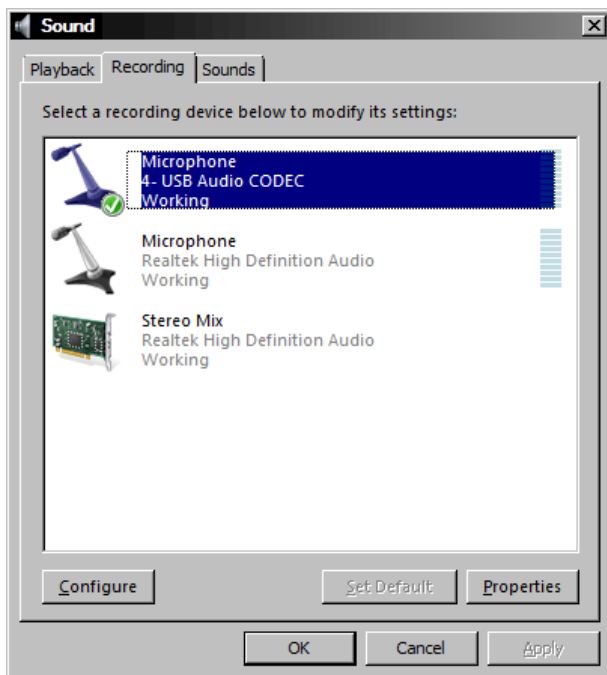 Sound
Playback Recording Sounds
Select a recording device below to modify its settings:
Microphone
4- USB Audio CODEC
Working
Microphone
Realtek High Definition Audio
Working
Stereo Mix
Realtek High Definition Audio
Working
Configure Set Default Properties
OK Cancel Apply